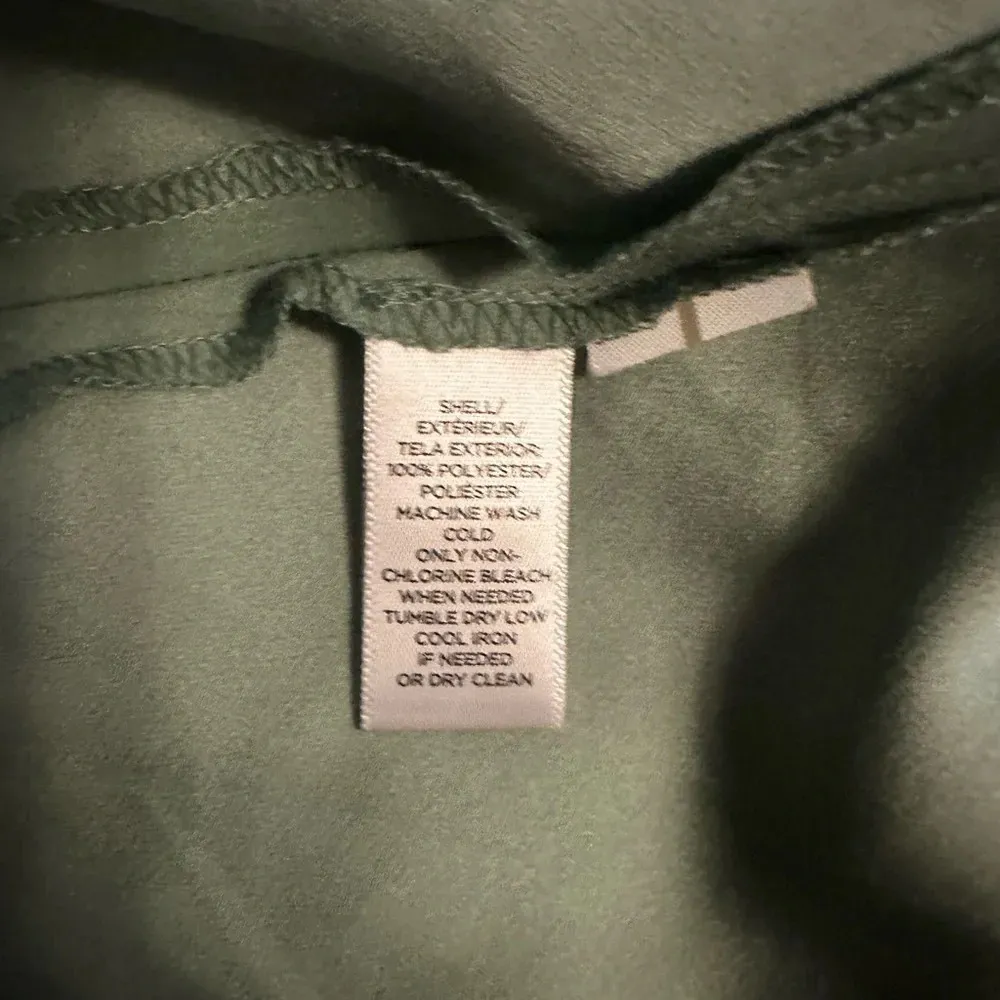 SHELL/
EXTÉRIEUR/
TELA EXTERIOR:
100% POLYESTER/
POLIÉSTER
MACHINE WASH
COLD
ONLY NON-
CHLORINE BLEACH
WHEN NEEDED
TUMBLE DRY LOW
COOL IRON
IF NEEDED
OR DRY CLEAN